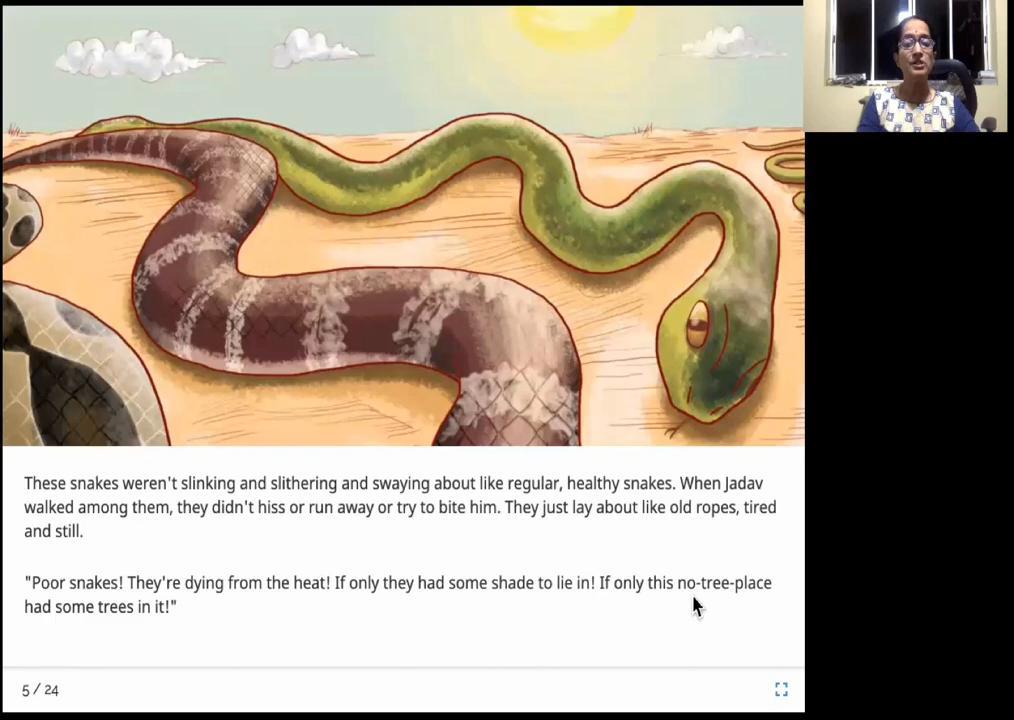 These snakes weren't slinking and slithering and swaying about like regular, healthy snakes. When Jadav
walked among them, they didn't hiss or run away or try to bite him. They just lay about like old ropes, tired
and still.
"Poor snakes! They're dying from the heat! If only they had some shade to lie in! If only this no-tree-place
had some trees in it!"
5 / 24